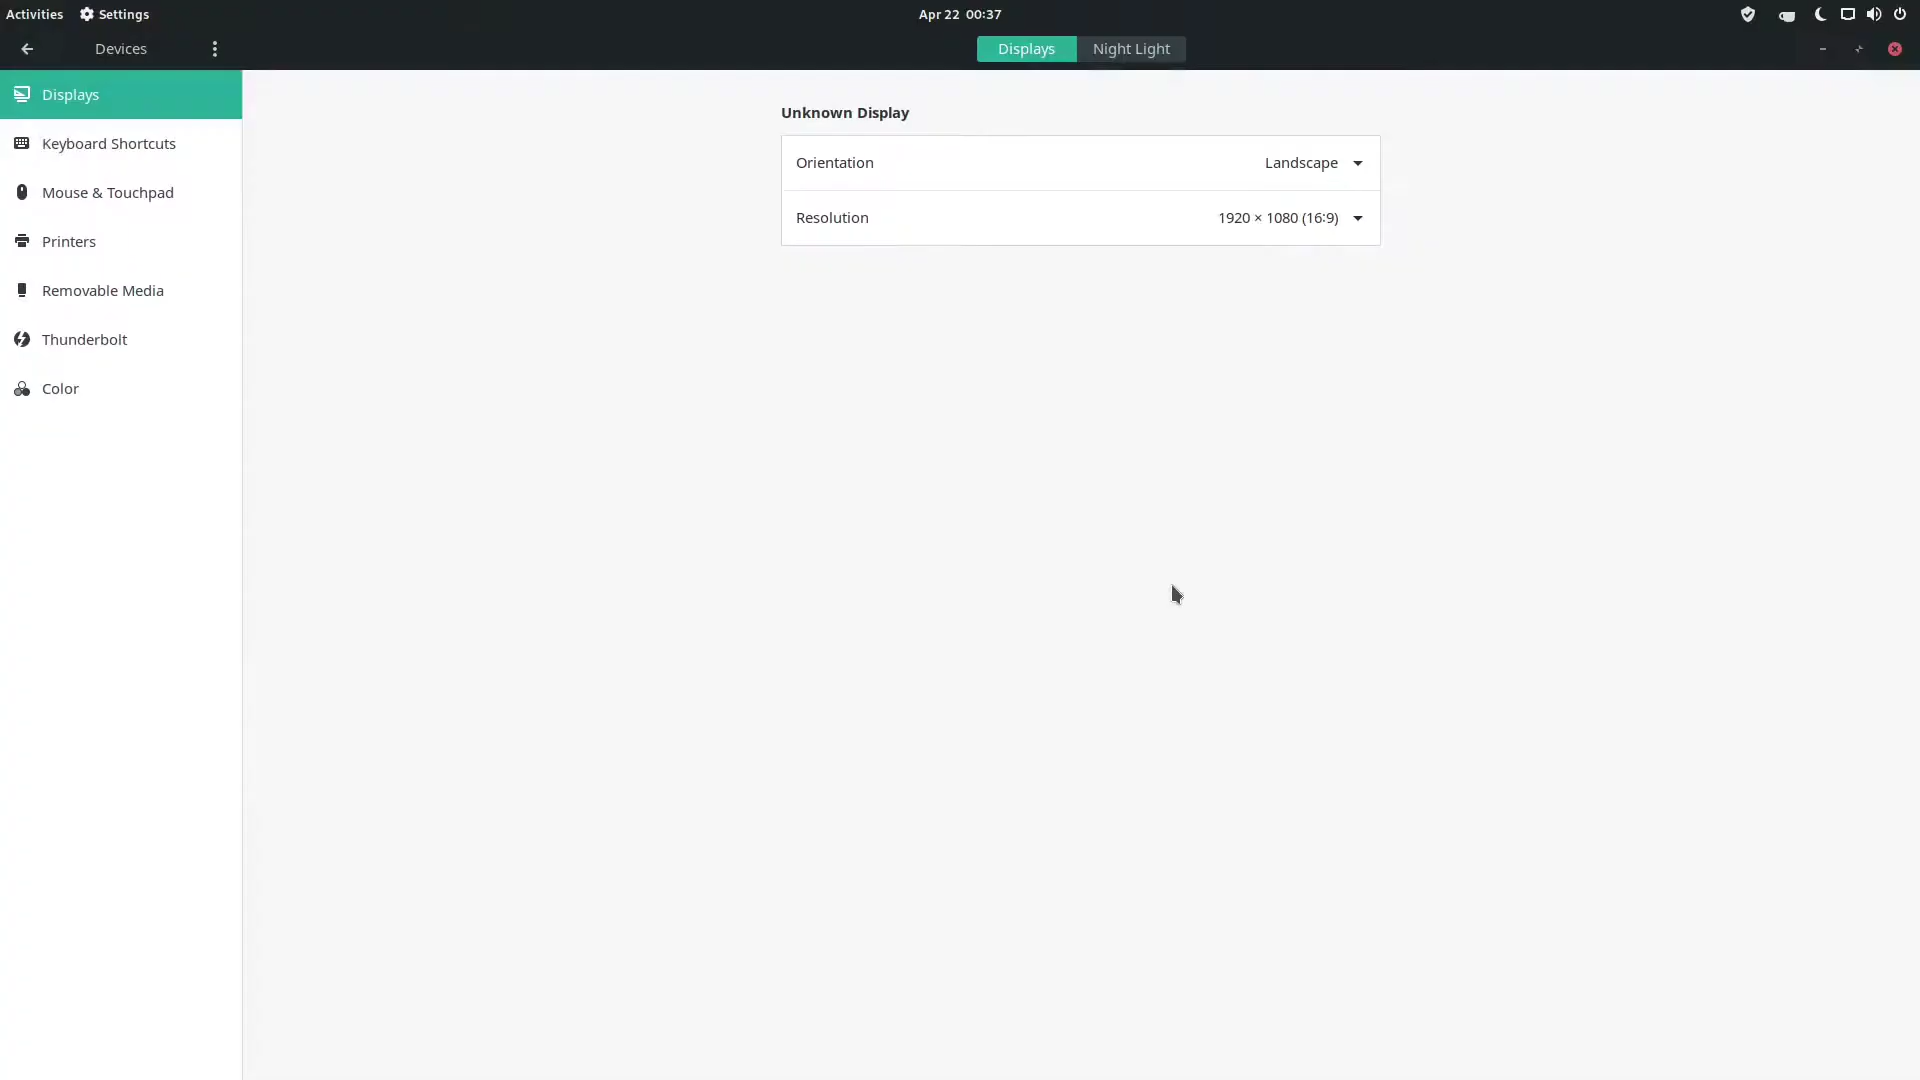 Activities Settings Apr 22 00:37
Devices Displays Night Light
Displays
Keyboard Shortcuts
Mouse & Touchpad
Printers
Removable Media
Thunderbolt
Color
Unknown Display
Orientation Landscape
Resolution 1920 × 1080 (16:9)